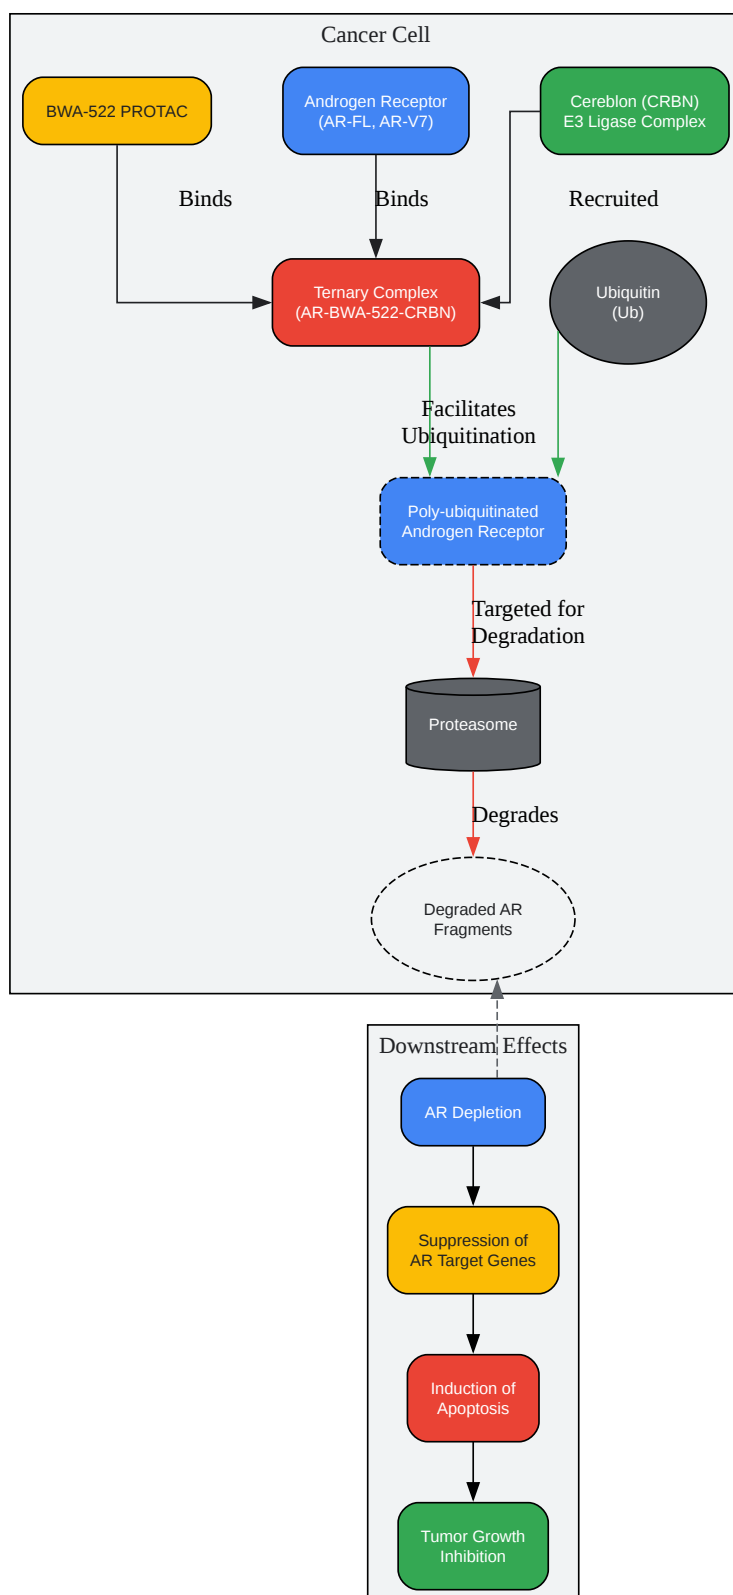 Cancer Cell
BWA-522 PROTAC
Androgen Receptor
(AR-FL, AR-V7)
Cereblon (CRBN)
E3 Ligase Complex
Binds
Binds
Recruited
Ternary Complex
(AR-BWA-522-CRBN)
Ubiquitin
(Ub)
Facilitates
Ubiquitination
Poly-ubiquitinated
Androgen Receptor
Targeted for
Degradation
Proteasome
Degrades
Degraded AR
Fragments
Downstream Effects
AR Depletion
Suppression of
AR Target Genes
Induction of
Apoptosis
Tumor Growth
Inhibition